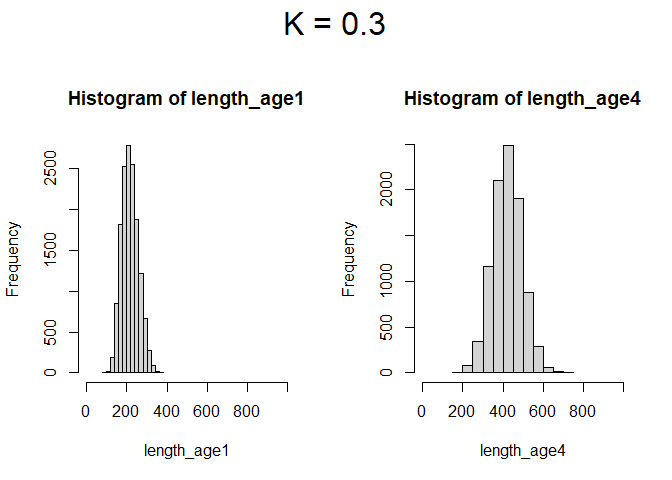 K = 0.3
Histogram of length_age1
Frequency
0
500
1500
2500
0 200 400 600 800
length_age1
Histogram of length_age4
Frequency
0
500
1000
2000
0 200 400 600 800
length_age4